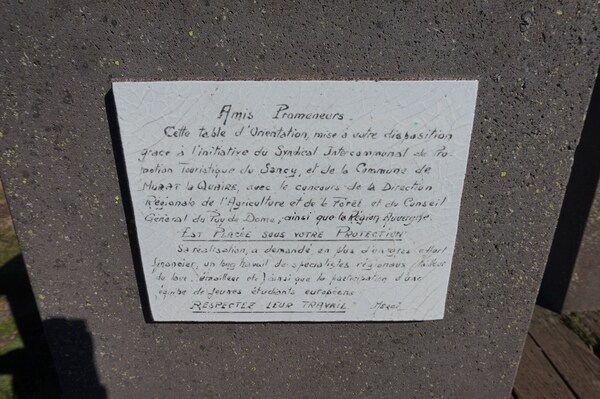 Amis Promeneurs.
Cette table d'Orientation, mise à votre disposition
grâce à l'initiative du Syndicat Intercommunal de Pro-
motion Touristique du Sancy, et de la Commune de
MURAT le QUAIRE, avec le concours de la Direction
Régionale de l'Agriculture et de la Forêt et du Conseil
Général du Puy de Dome, ainsi que la Région Auvergne.
EST PLACÉE SOUS VOTRE PROTECTION
Sa réalisation, a demandé en plus d'un effort
financier, un long travail de spécialistes régionaux,
de lave, émailleur etc) ainsi que la participation d'une
équipe de jeunes étudiants européens.
RESPECTEZ LEUR TRAVAIL Merci